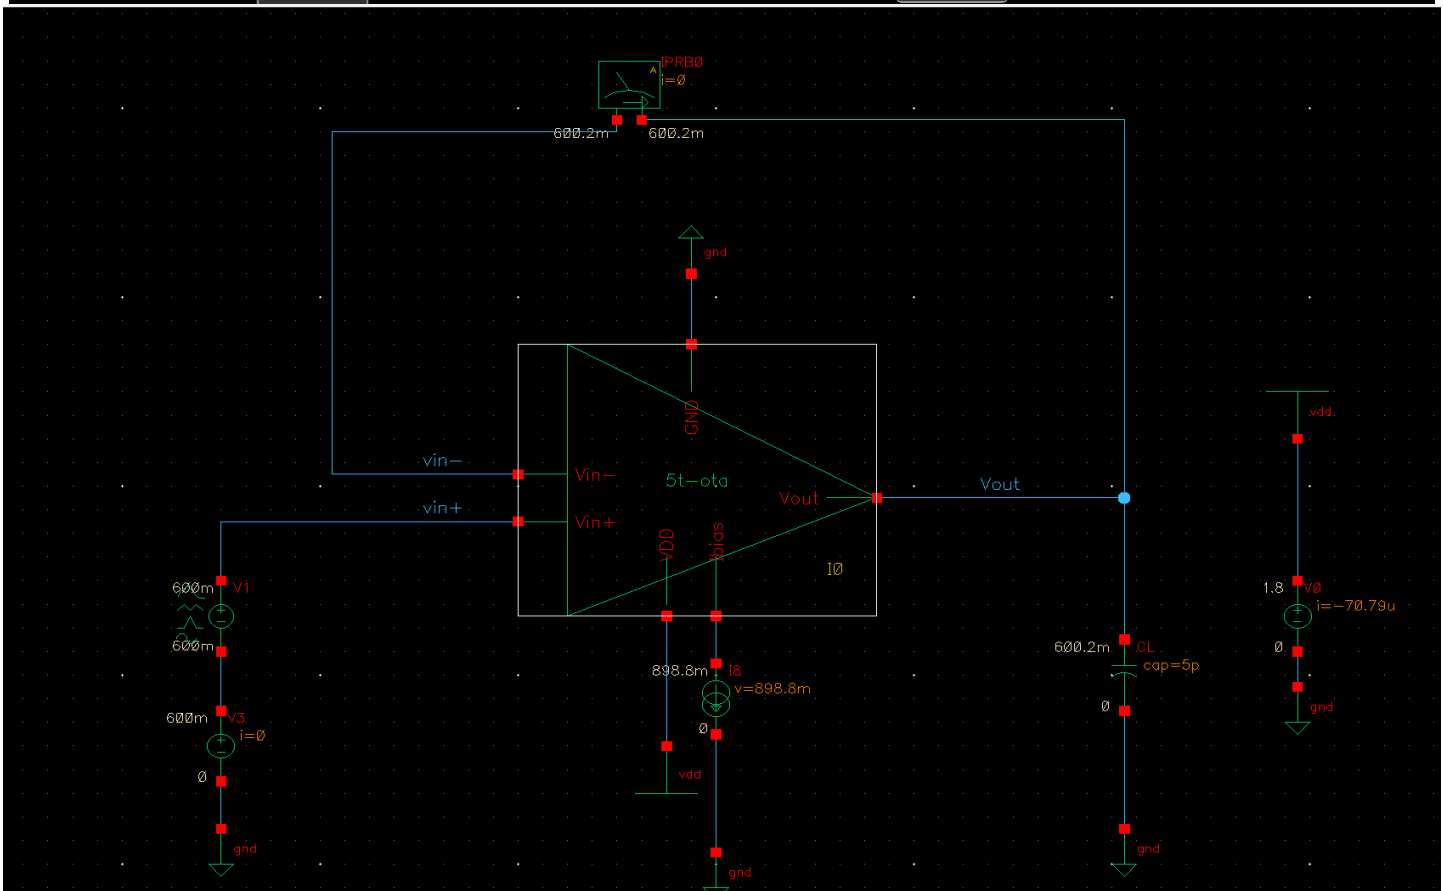 IPRB0
A
i=0
600.2m
600.2m
gnd
GND
vdd
vin-
Vin-
5t-ota
Vout
Vout
vin+
Vin+
VDD
Ibias
I0
600m
V1
1.8
V0
i=-70.79u
600m
600.2m
CL
cap=5p
0
898.8m
I8
v=898.8m
600m
V3
i=0
0
0
gnd
0
vdd
gnd
gnd
gnd